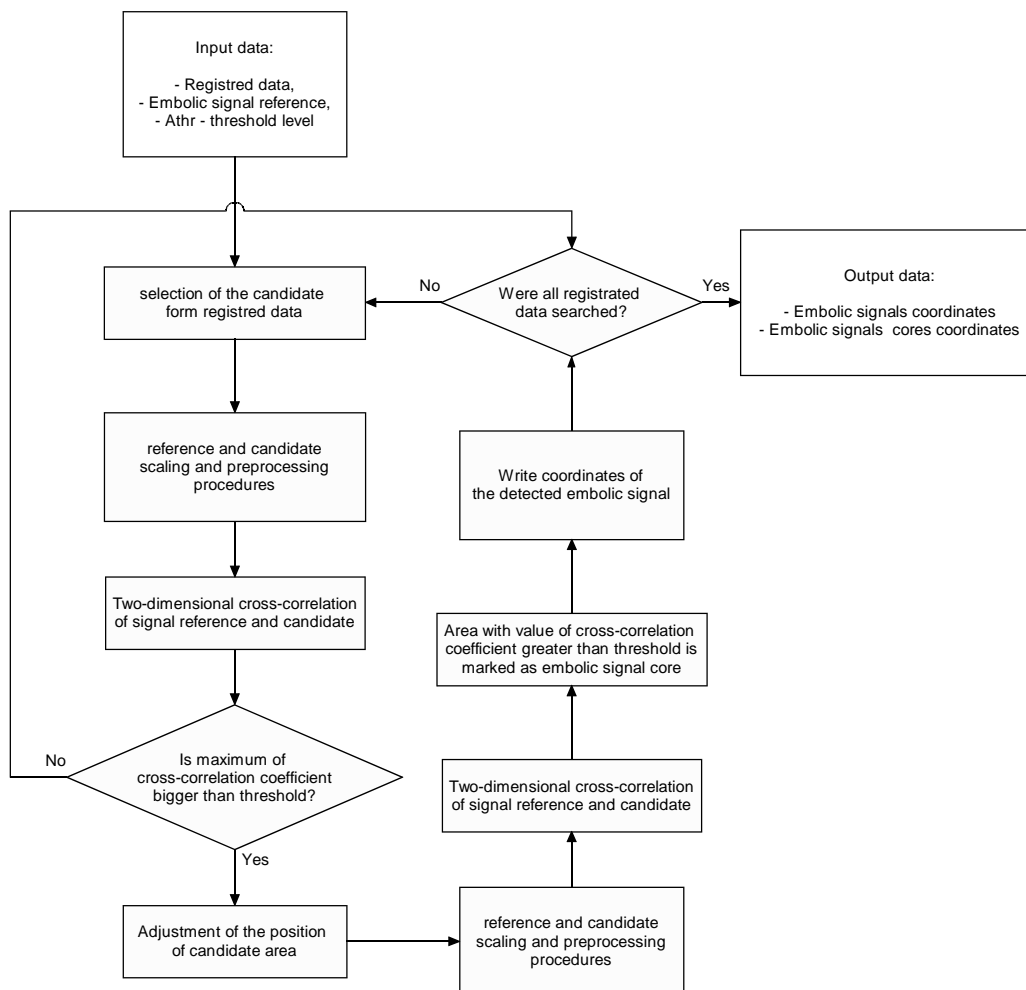 Input data:
- Registred data,
- Embolic signal reference,
- Athr - threshold level
selection of the candidate
form registred data
No
Were all registrated
data searched?
Yes
Output data:
- Embolic signals coordinates
- Embolic signals cores coordinates
reference and candidate
scaling and preprocessing
procedures
Write coordinates of
the detected embolic signal
Two-dimensional cross-correlation
of signal reference and candidate
Area with value of cross-correlation
coefficient greater than threshold is
marked as embolic signal core
No
Is maximum of
cross-correlation coefficient
bigger than threshold?
Yes
Two-dimensional cross-correlation
of signal reference and candidate
Adjustment of the position
of candidate area
reference and candidate
scaling and preprocessing
procedures